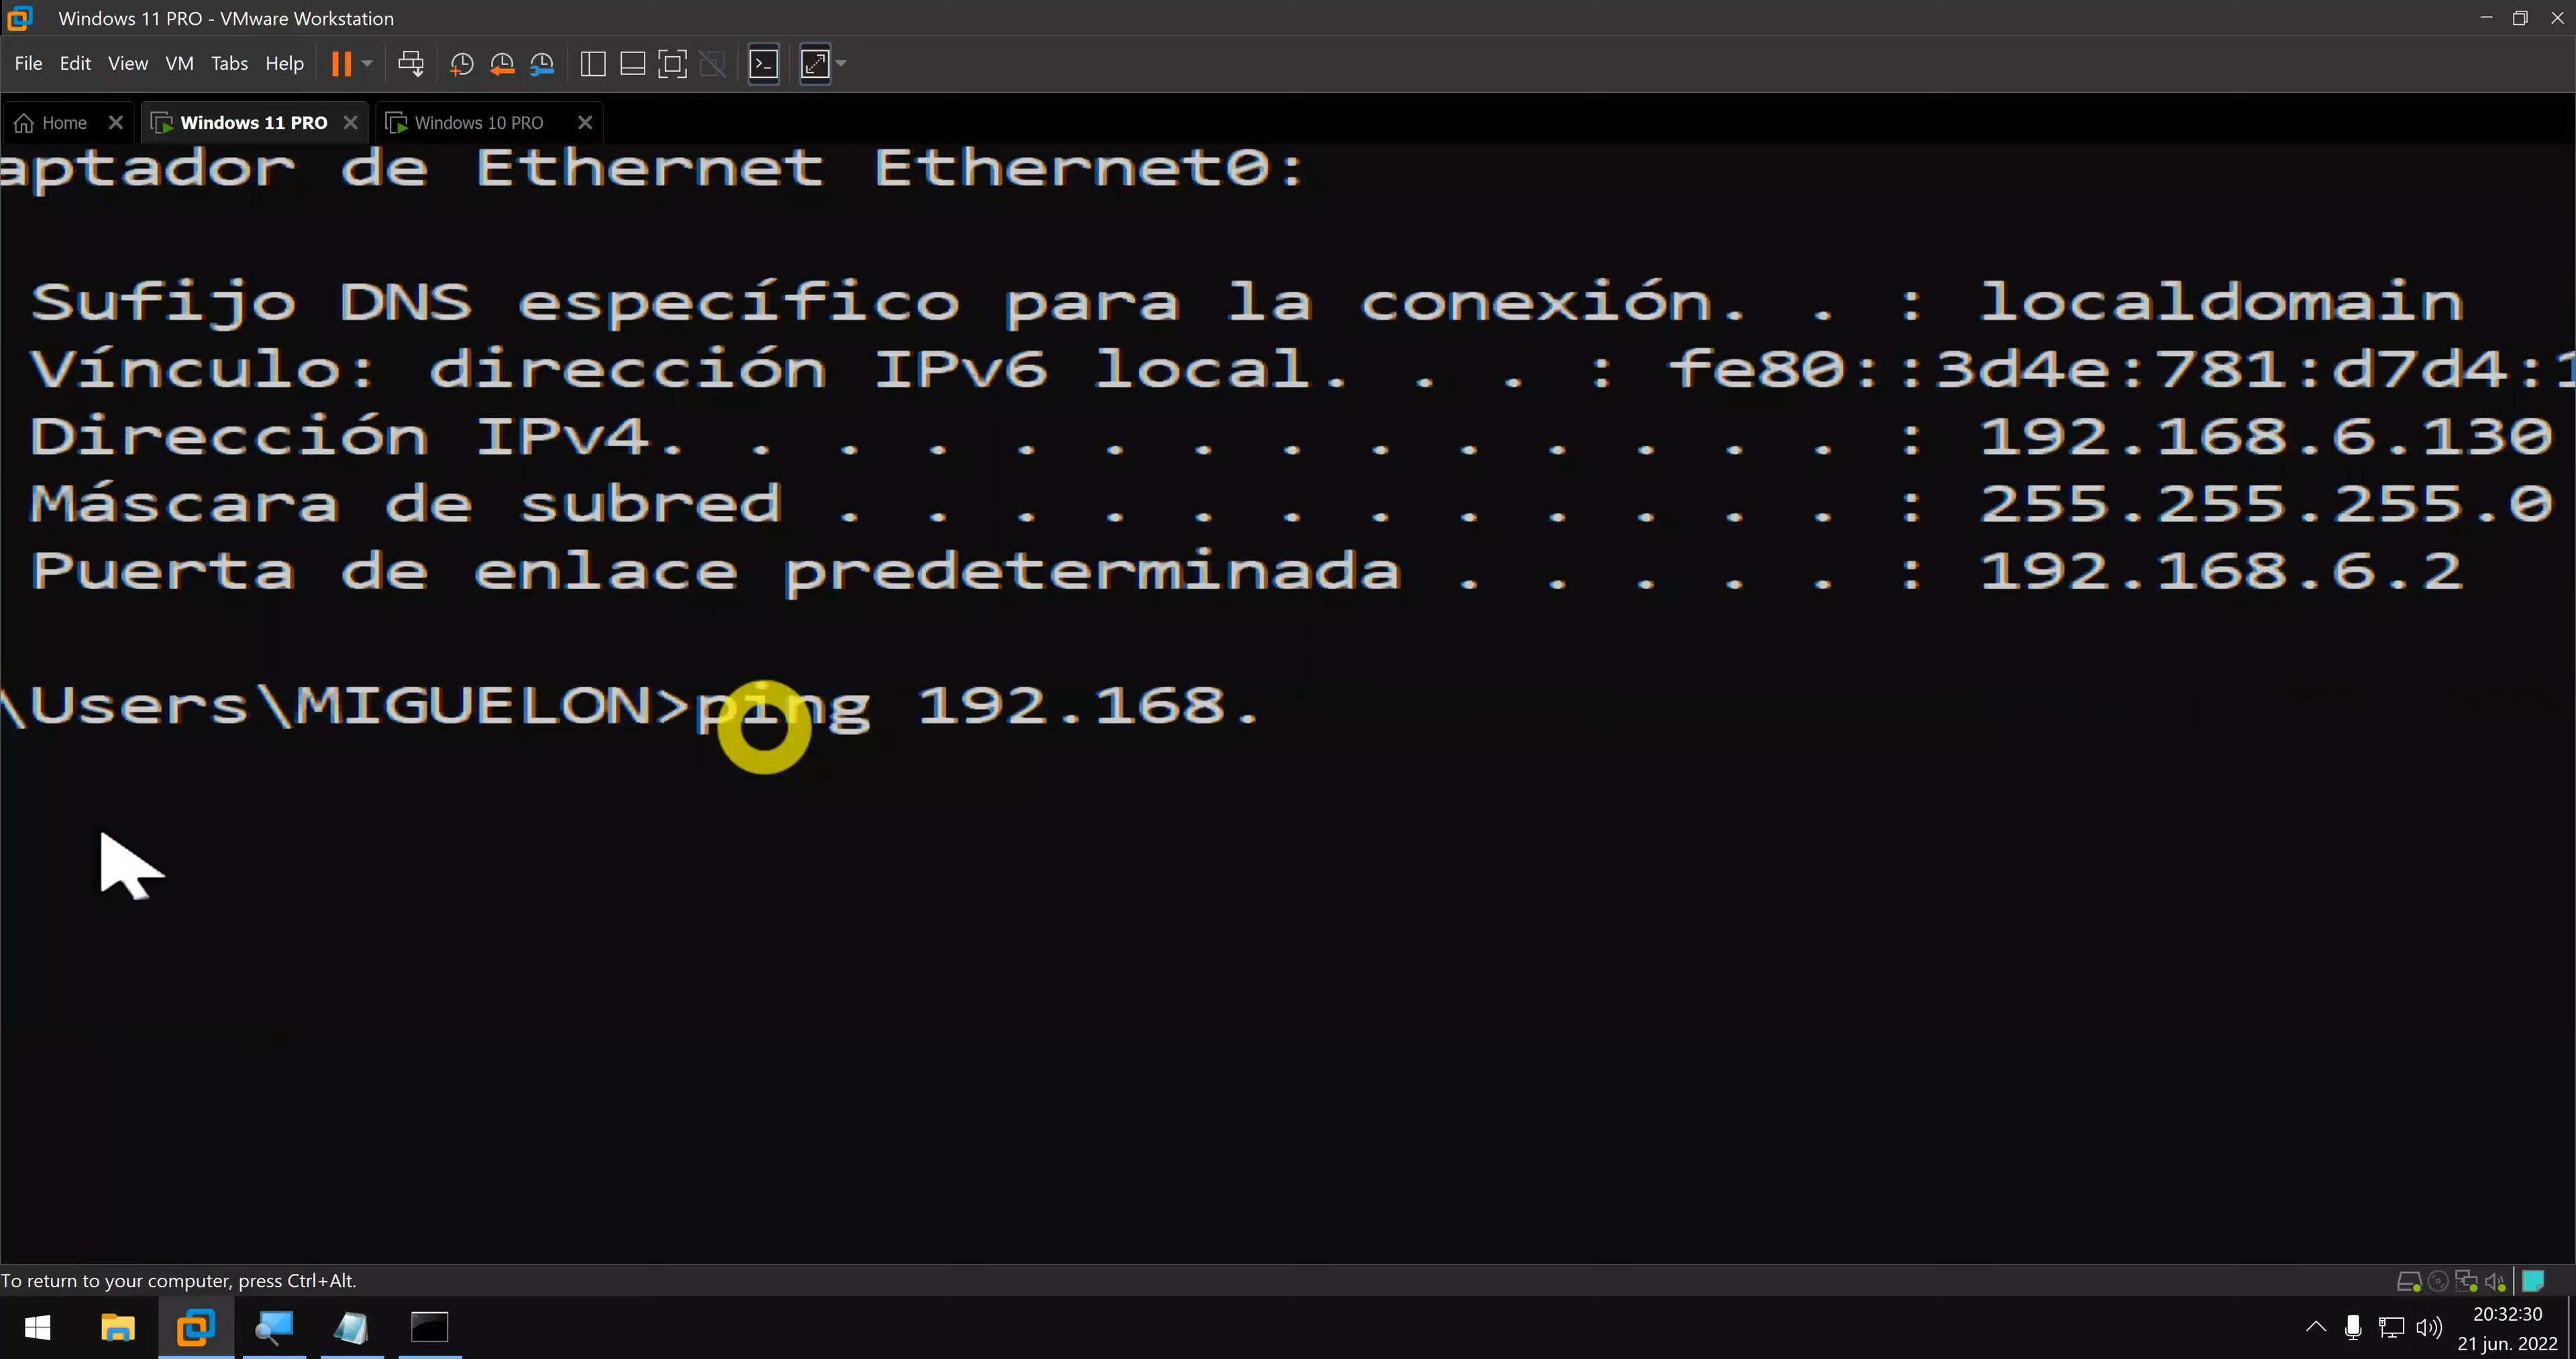 Windows 11 PRO - VMware Workstation
File Edit View VM Tabs Help
Home Windows 11 PRO Windows 10 PRO
aptador de Ethernet Ethernet0:
Sufijo DNS específico para la conexión. . : localdomain
Vínculo: dirección IPv6 local. . . : fe80::3d4e:781:d7d4:1
Dirección IPv4. . . . . . . . . . . . . . : 192.168.6.130
Máscara de subred . . . . . . . . . . . . : 255.255.255.0
Puerta de enlace predeterminada . . . . . : 192.168.6.2
\Users\MIGUELON>ping 192.168.
To return to your computer, press Ctrl+Alt.
20:32:30
21 jun. 2022